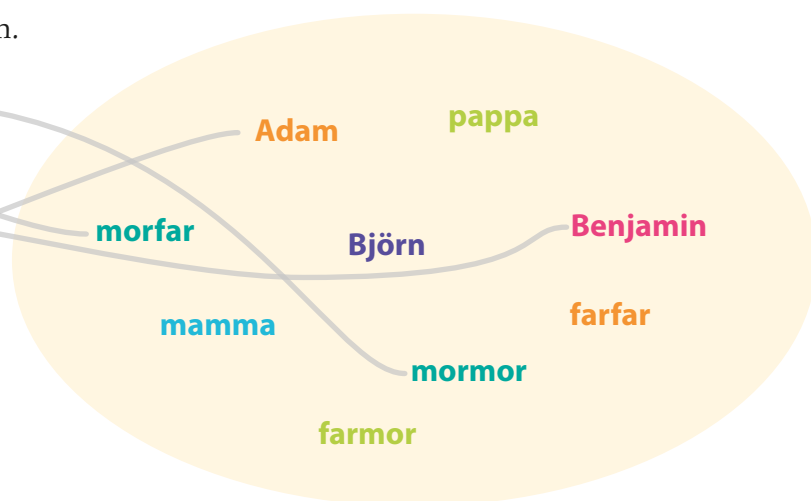 n.
Adam
pappa
morfar
Björn
Benjamin
mamma
farfar
mormor
farmor